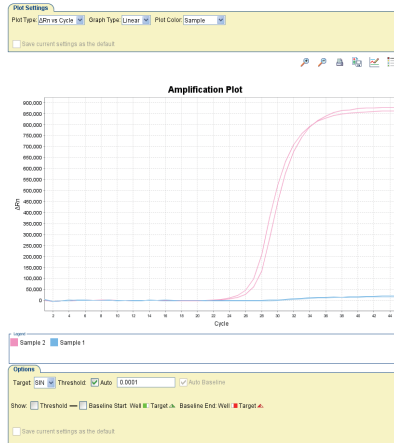 Plot Settings
Plot Type: ΔRn vs Cycle Graph Type: Linear Plot Color: Sample
Save current settings as the default
Amplification Plot
900,000
850,000
800,000
750,000
700,000
650,000
600,000
550,000
500,000
450,000
400,000
350,000
300,000
250,000
200,000
150,000
100,000
50,000
0
ΔRn
2 4 6 8 10 12 14 16 18 20 22 24 26 28 30 32 34 36 38 40 42 44
Cycle
Legend
Sample 2 Sample 1
Options
Target: SIN Threshold: Auto 0.0001 Auto Baseline
Show: Threshold Baseline Start: Well Target Baseline End: Well Target
Save current settings as the default